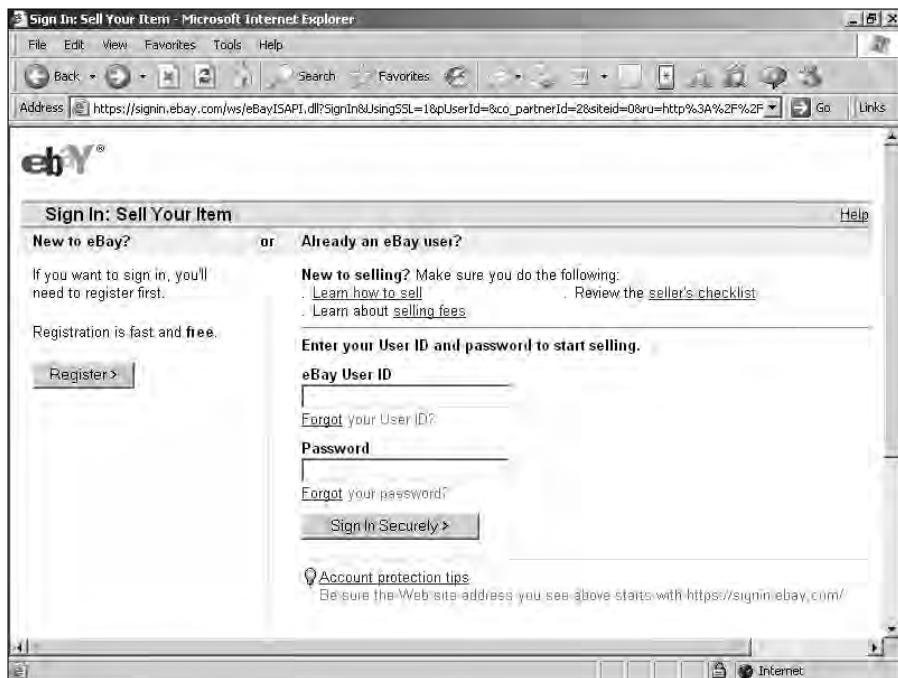 Sign In: Sell Your Item - Microsoft Internet Explorer
File Edit View Favorites Tools Help
Back Search Favorites
Address https://signin.ebay.com/ws/eBayISAPI.dll?SignIn&UsingSSL=1&pUserId=&co_partnerId=2&siteid=0&ru=http%3A%2F%2F Go Links
ebY®
Sign In: Sell Your Item Help
New to eBay? or Already an eBay user?
If you want to sign in, you'll
need to register first.
Registration is fast and free.
Register >
New to selling? Make sure you do the following:
. Learn how to sell . Review the seller's checklist
. Learn about selling fees
Enter your User ID and password to start selling.
eBay User ID
Forgot your User ID?
Password
Forgot your password?
Sign In Securely >
Account protection tips
Be sure the Web site address you see above starts with https://signin.ebay.com/
Internet